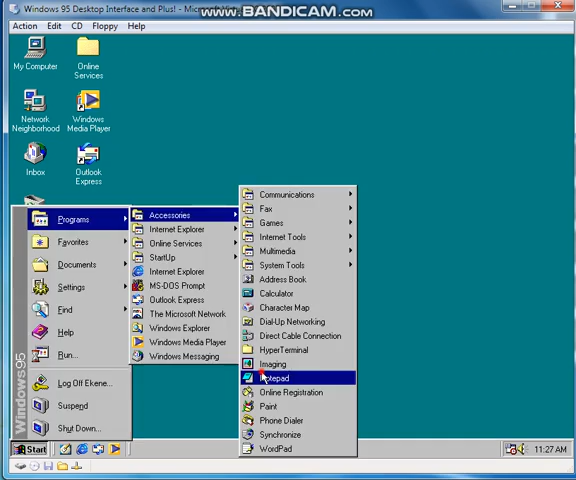 Windows 95 Desktop Interface and Plus! - Microsoft
WWW.BANDICAM.COM
Action Edit CD Floppy Help
My Computer
Online Services
Network Neighborhood
Windows Media Player
Inbox
Outlook Express
Windows95
Programs
Favorites
Documents
Settings
Find
Help
Run...
Log Off Ekene...
Suspend
Shut Down...
Accessories
Internet Explorer
Online Services
StartUp
Internet Explorer
MS-DOS Prompt
Outlook Express
The Microsoft Network
Windows Explorer
Windows Media Player
Windows Messaging
Communications
Fax
Games
Internet Tools
Multimedia
System Tools
Address Book
Calculator
Character Map
Dial-Up Networking
Direct Cable Connection
HyperTerminal
Imaging
Notepad
Online Registration
Paint
Phone Dialer
Synchronize
WordPad
Start
11:27 AM